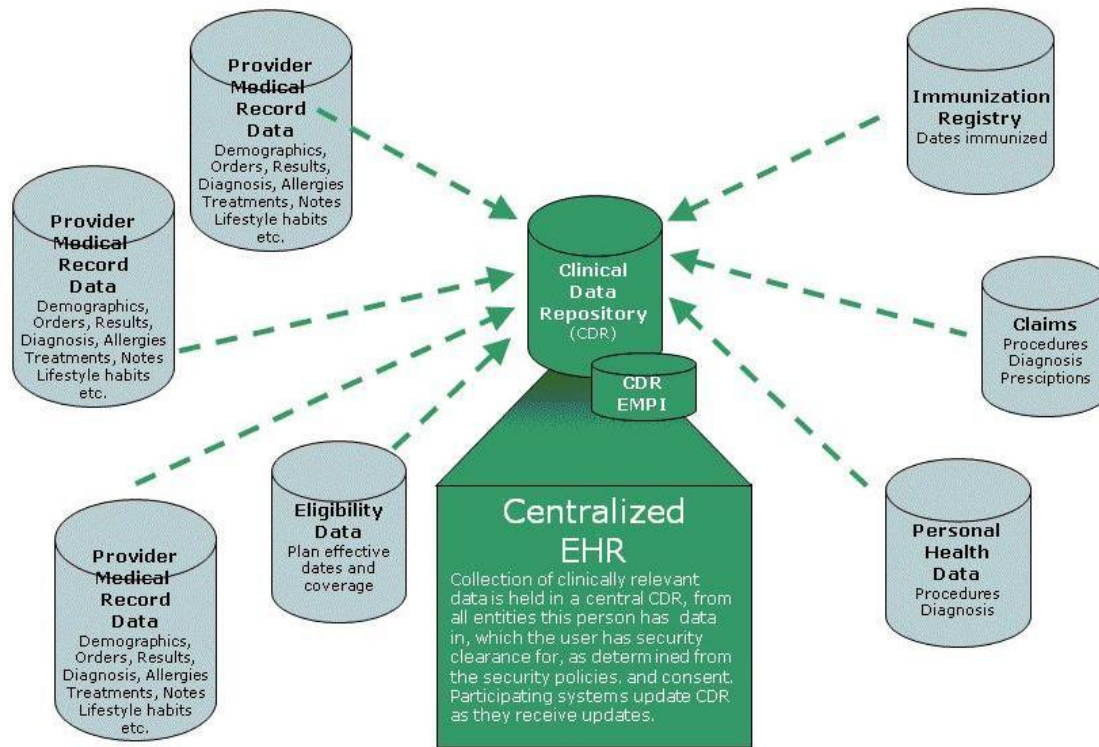 Provider
Medical
Record
Data
Demographics,
Orders, Results,
Diagnosis, Allergies
Treatments, Notes
Lifestyle habits
etc.
Immunization
Registry
Dates immunized
Provider
Medical
Record
Data
Demographics,
Orders, Results,
Diagnosis, Allergies
Treatments, Notes
Lifestyle habits
etc.
Clinical
Data
Repository
(CDR)
CDR
EMPI
Claims
Procedures
Diagnosis
Presciptions
Provider
Medical
Record
Data
Demographics,
Orders, Results,
Diagnosis, Allergies
Treatments, Notes
Lifestyle habits
etc.
Eligibility
Data
Plan effective
dates and
coverage
Centralized
EHR
Collection of clinically relevant
data is held in a central CDR, from
all entities this person has data
in, which the user has security
clearance for, as determined from
the security policies. and consent.
Participating systems update CDR
as they receive updates.
Personal
Health
Data
Procedures
Diagnosis